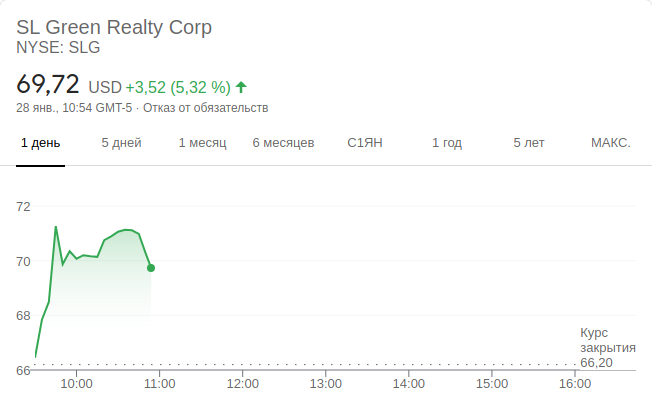 SL Green Realty Corp
NYSE: SLG
69,72 USD +3,52 (5,32 %)
28 янв., 10:54 GMT-5 · Отказ от обязательств
1 день 5 дней 1 месяц 6 месяцев С1ЯН 1 год 5 лет МАКС.
72
70
68
Курс
закрытия
66,20
66
10:00 11:00 12:00 13:00 14:00 15:00 16:00